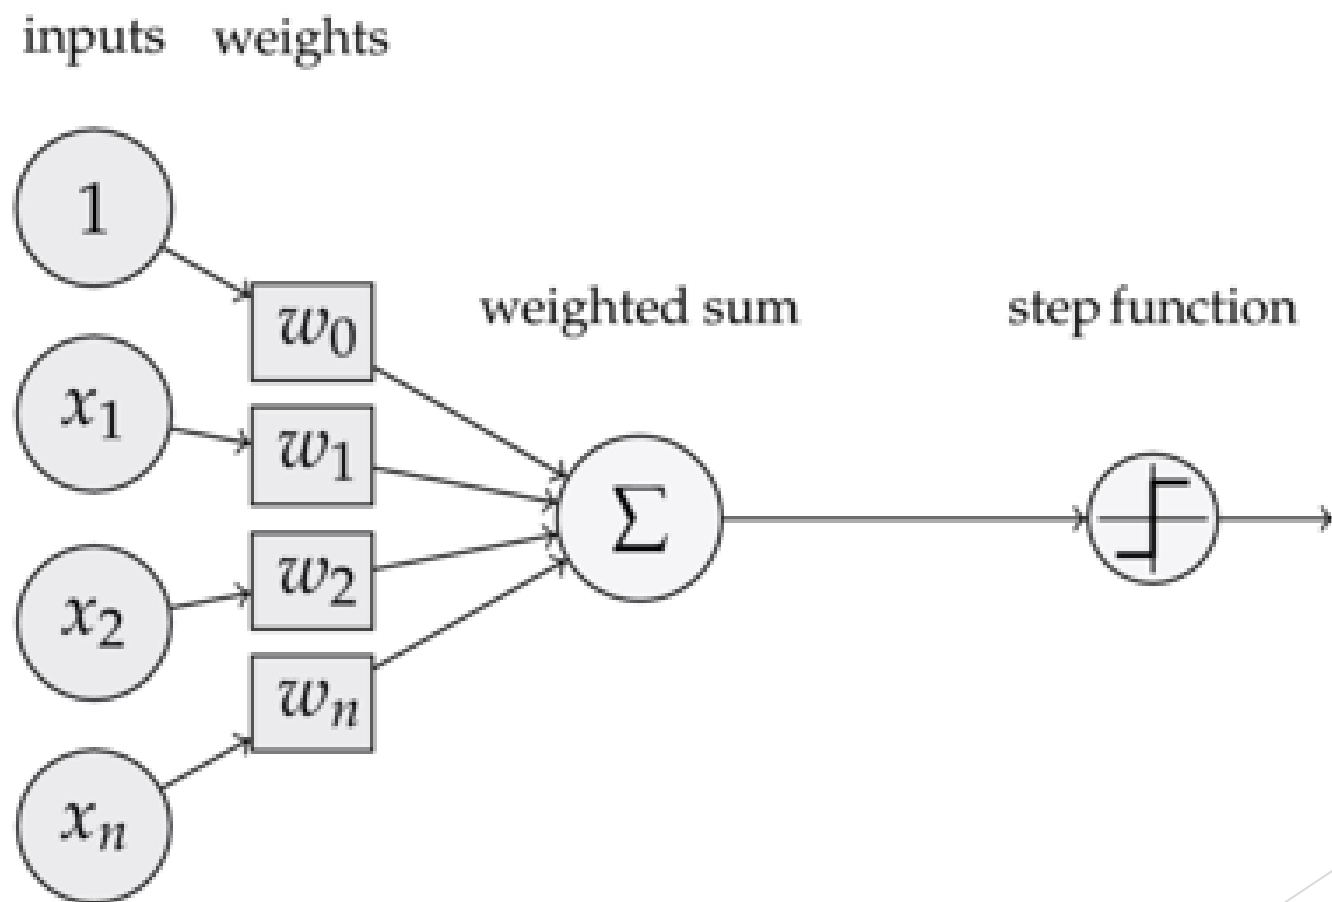 inputs weights
1
w₀
weighted sum
step function
x₁
w₁
Σ
x₂
w₂
wₙ
xₙ